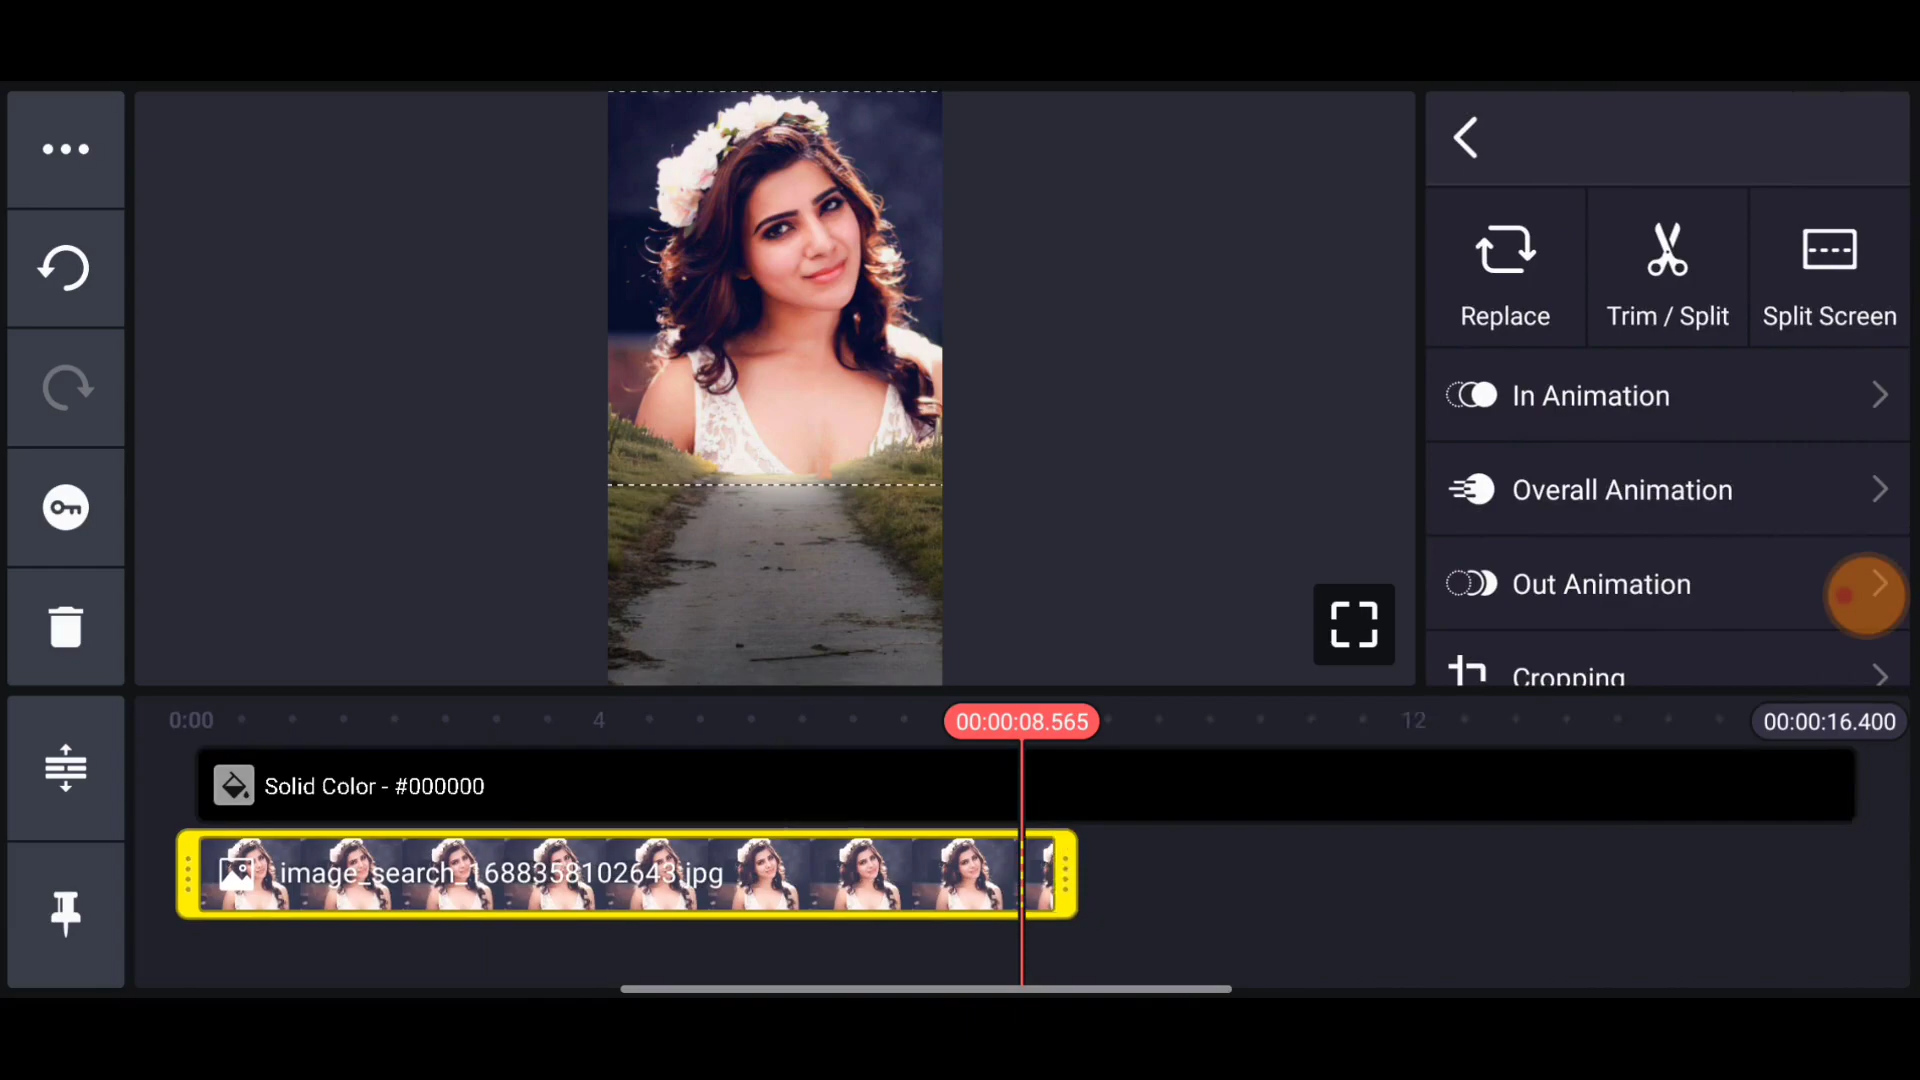 Replace
Trim / Split
Split Screen
In Animation
Overall Animation
Out Animation
Cropping
0:00
4
00:00:08.565
12
00:00:16.400
Solid Color - #000000
image_search_1688358102643.jpg